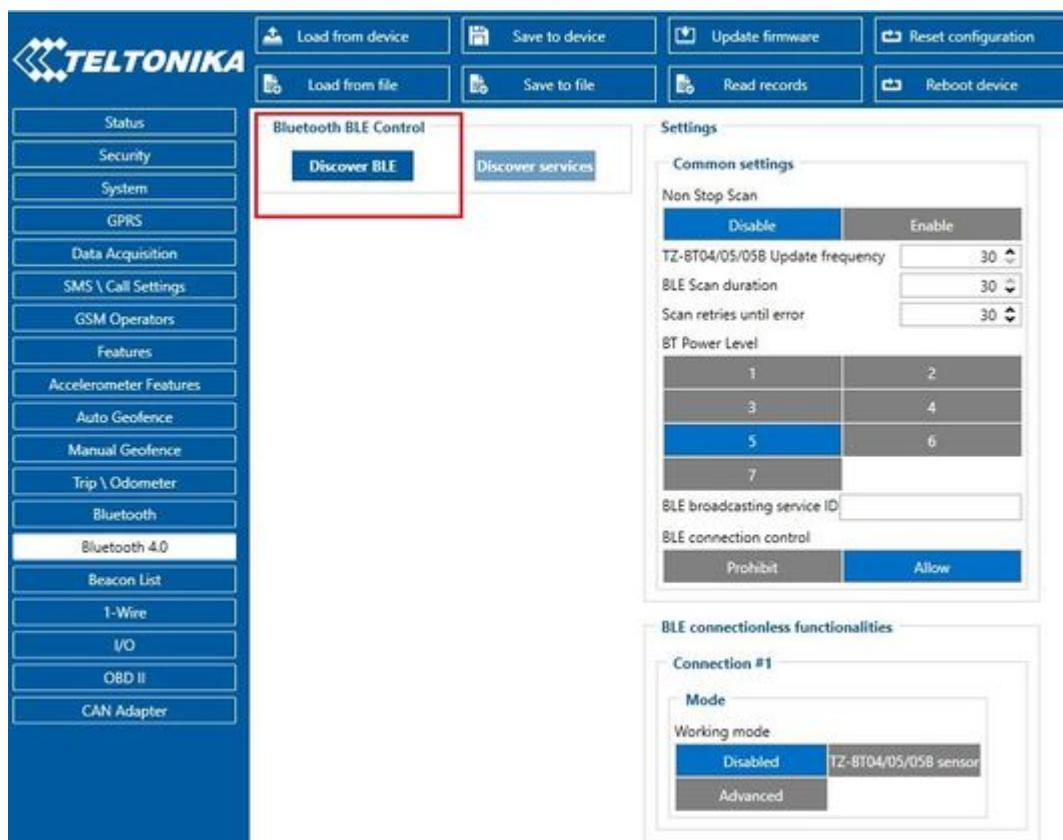 TELTONIKA
Load from device
Save to device
Update firmware
Reset configuration
Load from file
Save to file
Read records
Reboot device
Status
Security
System
GPRS
Data Acquisition
SMS \ Call Settings
GSM Operators
Features
Accelerometer Features
Auto Geofence
Manual Geofence
Trip \ Odometer
Bluetooth
Bluetooth 4.0
Beacon List
1-Wire
I/O
OBD II
CAN Adapter
Bluetooth BLE Control
Discover BLE
Discover services
Settings
Common settings
Non Stop Scan
Disable Enable
TZ-BT04/05/05B Update frequency 30
BLE Scan duration 30
Scan retries until error 30
BT Power Level
1 2
3 4
5 6
7
BLE broadcasting service ID
BLE connection control
Prohibit Allow
BLE connectionless functionalities
Connection #1
Mode
Working mode
Disabled TZ-BT04/05/05B sensor
Advanced